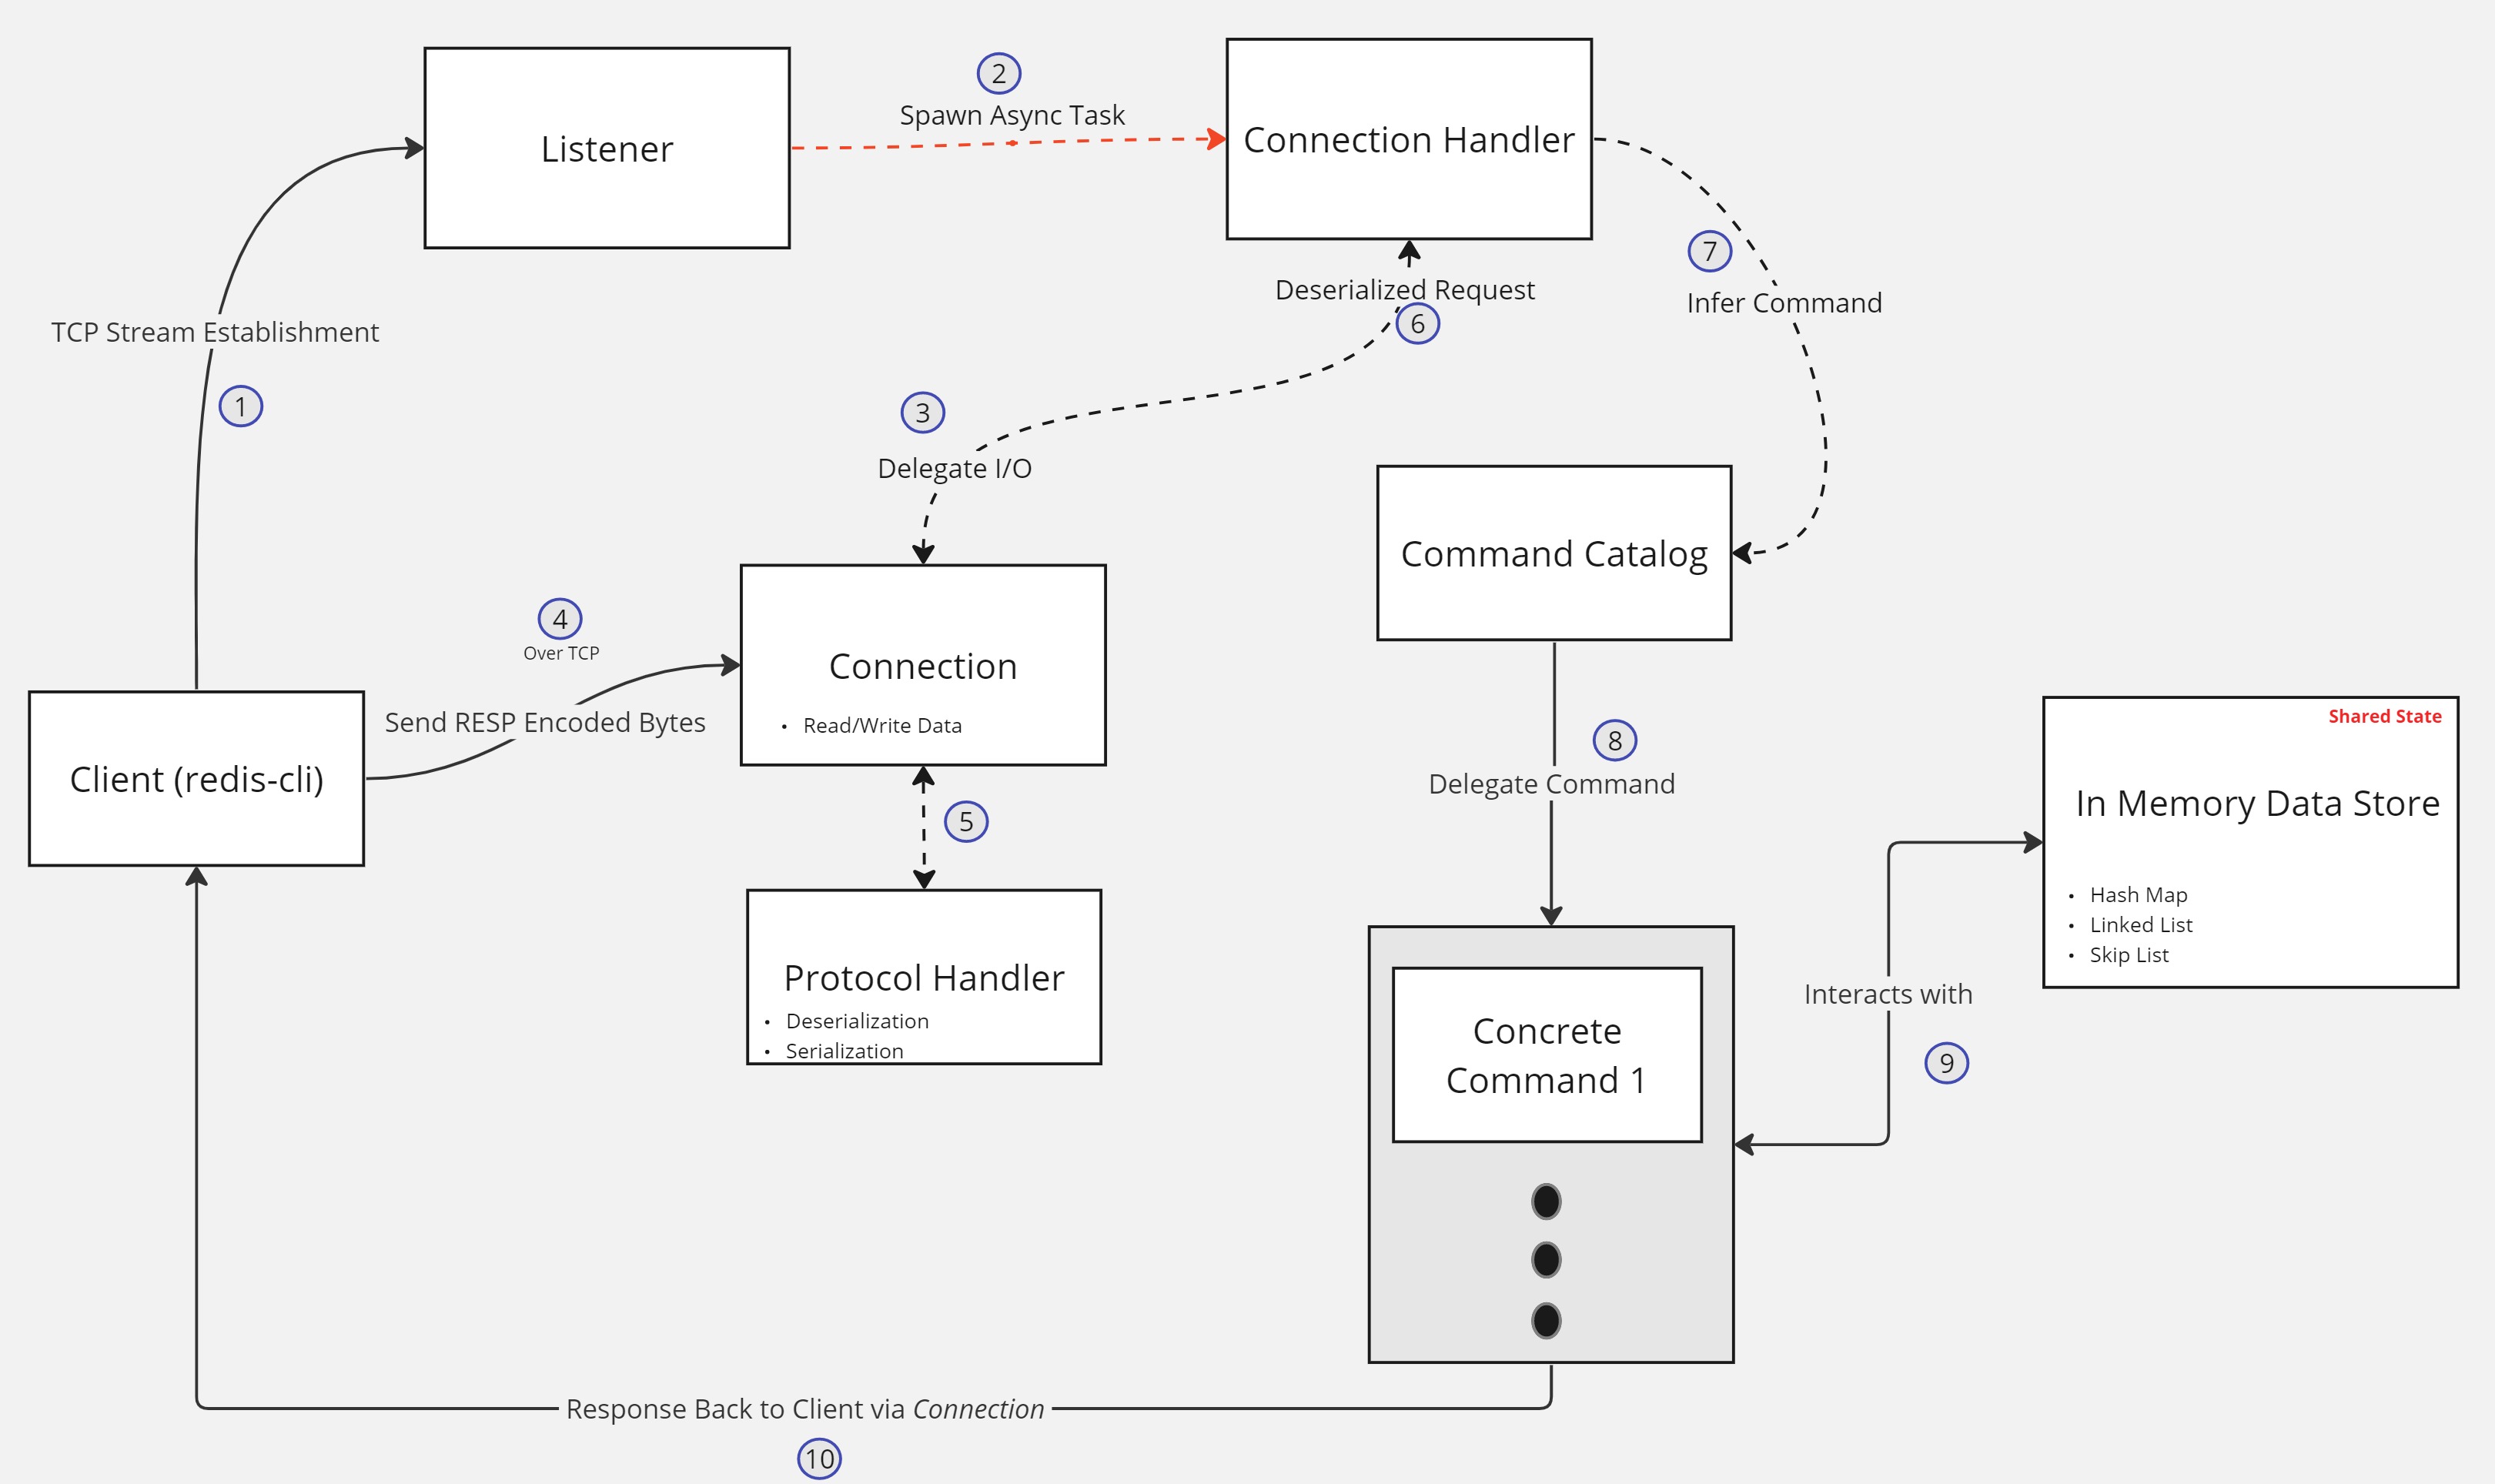 2
Spawn Async Task
Listener
Connection Handler
7
Deserialized Request
Infer Command
6
TCP Stream Establishment
1
3
Delegate I/O
Command Catalog
4
Over TCP
Connection
• Read/Write Data
Send RESP Encoded Bytes
Client (redis-cli)
5
8
Delegate Command
Shared State
In Memory Data Store
• Hash Map
• Linked List
• Skip List
Protocol Handler
• Deserialization
• Serialization
Interacts with
9
Concrete
Command 1
Response Back to Client via Connection
10